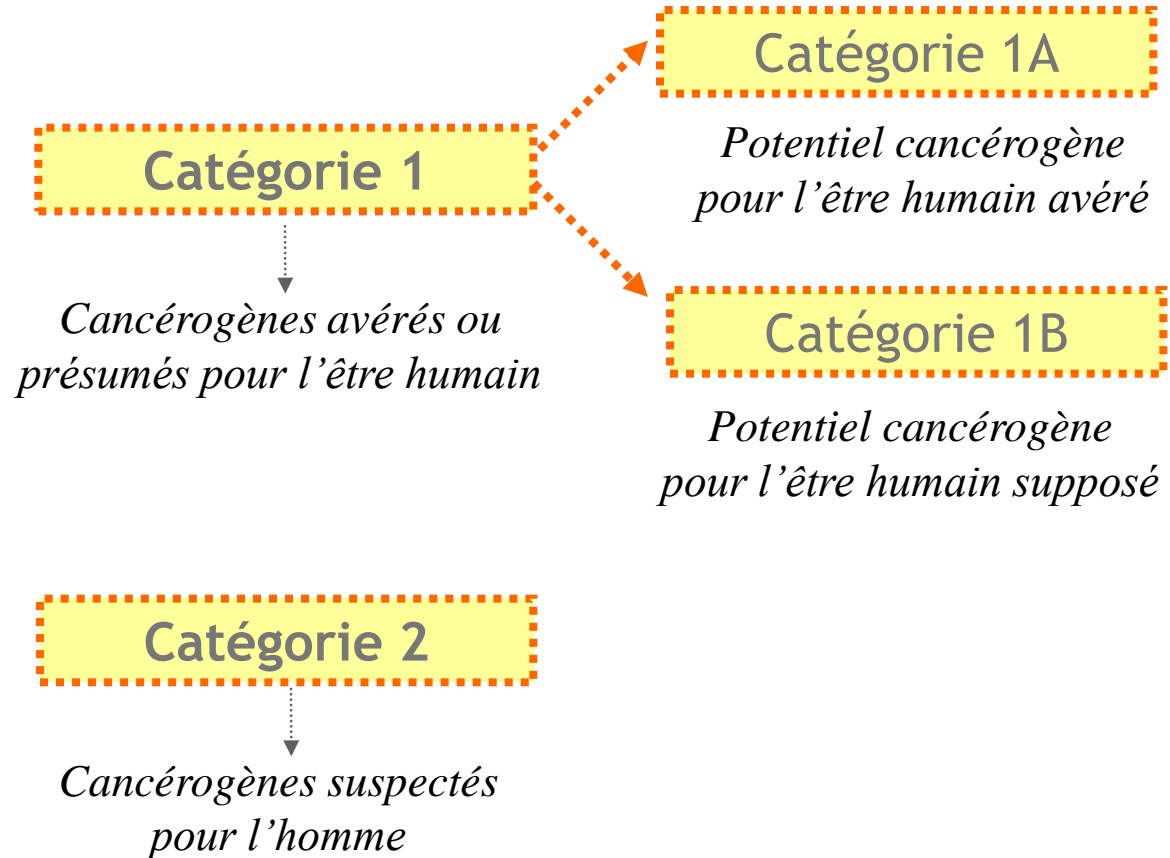 Catégorie 1
Cancérogènes avérés ou
présumés pour l’être humain
Catégorie 1A
Potentiel cancérogène
pour l’être humain avéré
Catégorie 1B
Potentiel cancérogène
pour l’être humain supposé
Catégorie 2
Cancérogènes suspectés
pour l’homme